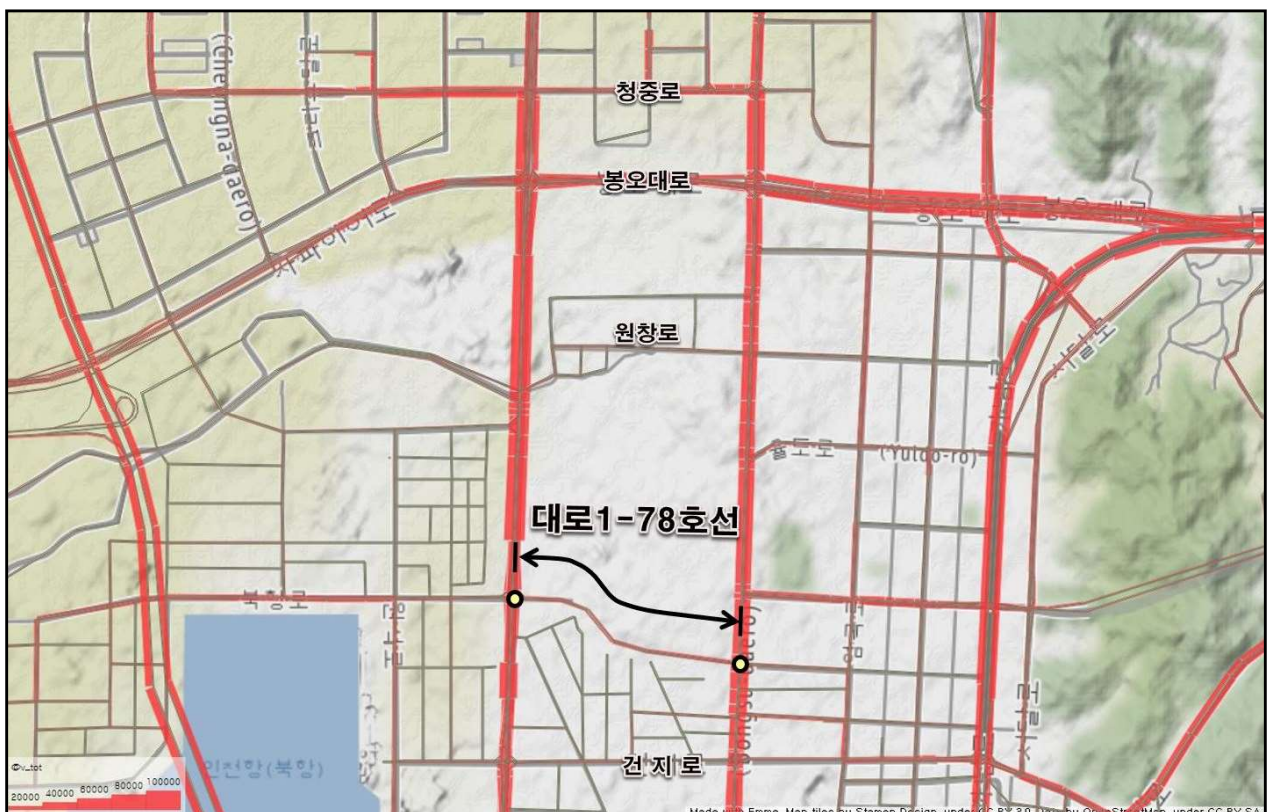 청중로
(Cheongna-daero)
봉오대로
원창로
율도로
(Yuldo-ro)
대로1-78호선
북항로
염곡로
건지로
인천항(북항)
©v_tot
20000 40000 60000 80000 100000
Made with Emme. Map tiles by Stamen Design, under CC BY 3.0. Data by OpenStreetMap, under CC BY SA